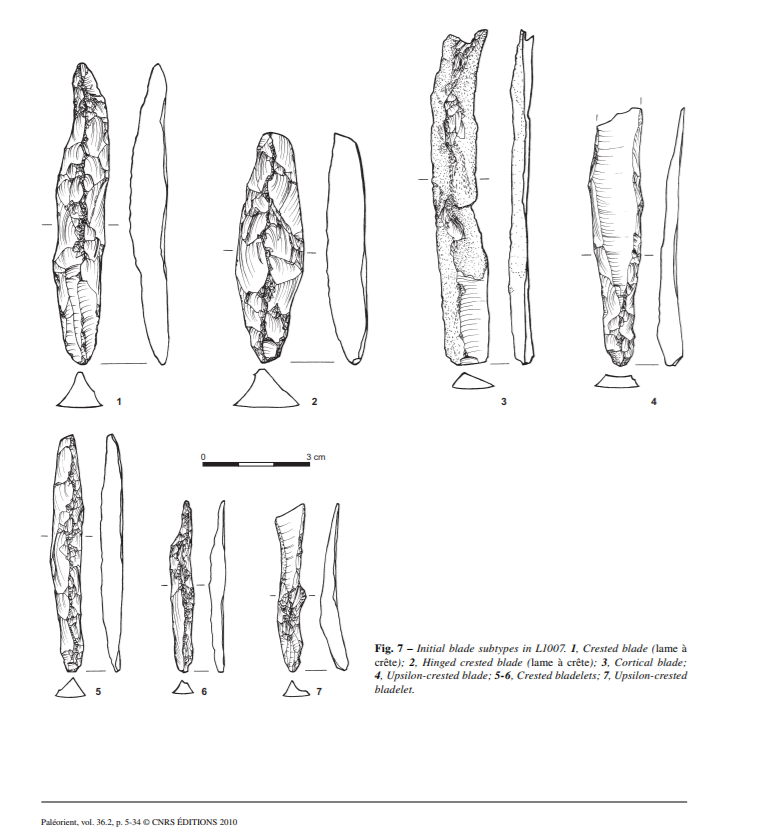 1
2
3
4
0 3 cm
5
6
7
Fig. 7 – Initial blade subtypes in L1007. 1, Crested blade (lame à
crête); 2, Hinged crested blade (lame à crête); 3, Cortical blade;
4, Upsilon-crested blade; 5-6, Crested bladelets; 7, Upsilon-crested
bladelet.
Paléorient, vol. 36.2, p. 5-34 © CNRS ÉDITIONS 2010